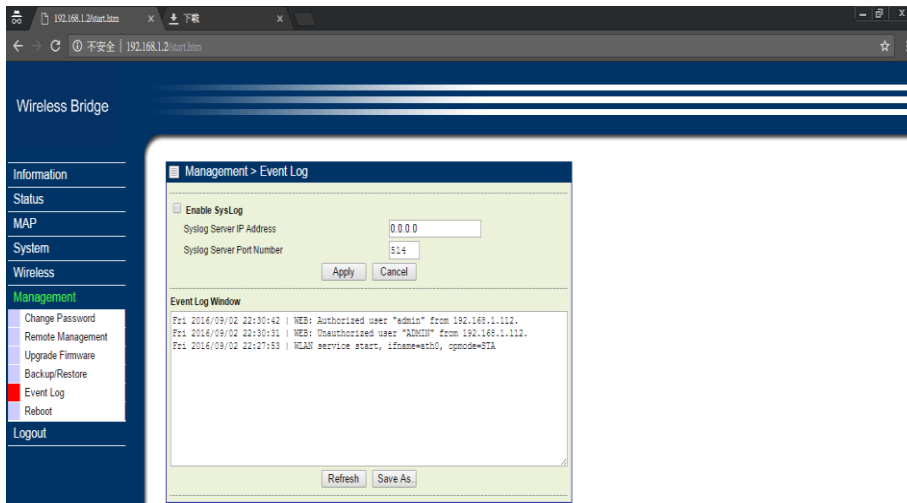 192.168.1.2/start.htm
下載
不安全 | 192.168.1.2/start.htm
Wireless Bridge
Information
Status
MAP
System
Wireless
Management
Change Password
Remote Management
Upgrade Firmware
Backup/Restore
Event Log
Reboot
Logout
Management > Event Log
Enable SysLog
Syslog Server IP Address 0.0.0.0
Syslog Server Port Number 514
Apply Cancel
Event Log Window
Fri 2016/09/02 22:30:42 | WEB: Authorized user "admin" from 192.168.1.112.
Fri 2016/09/02 22:30:31 | WEB: Unauthorized user "ADMIN" from 192.168.1.112.
Fri 2016/09/02 22:27:53 | WLAN service start, ifname=ath0, opmode=STA
Refresh Save As..